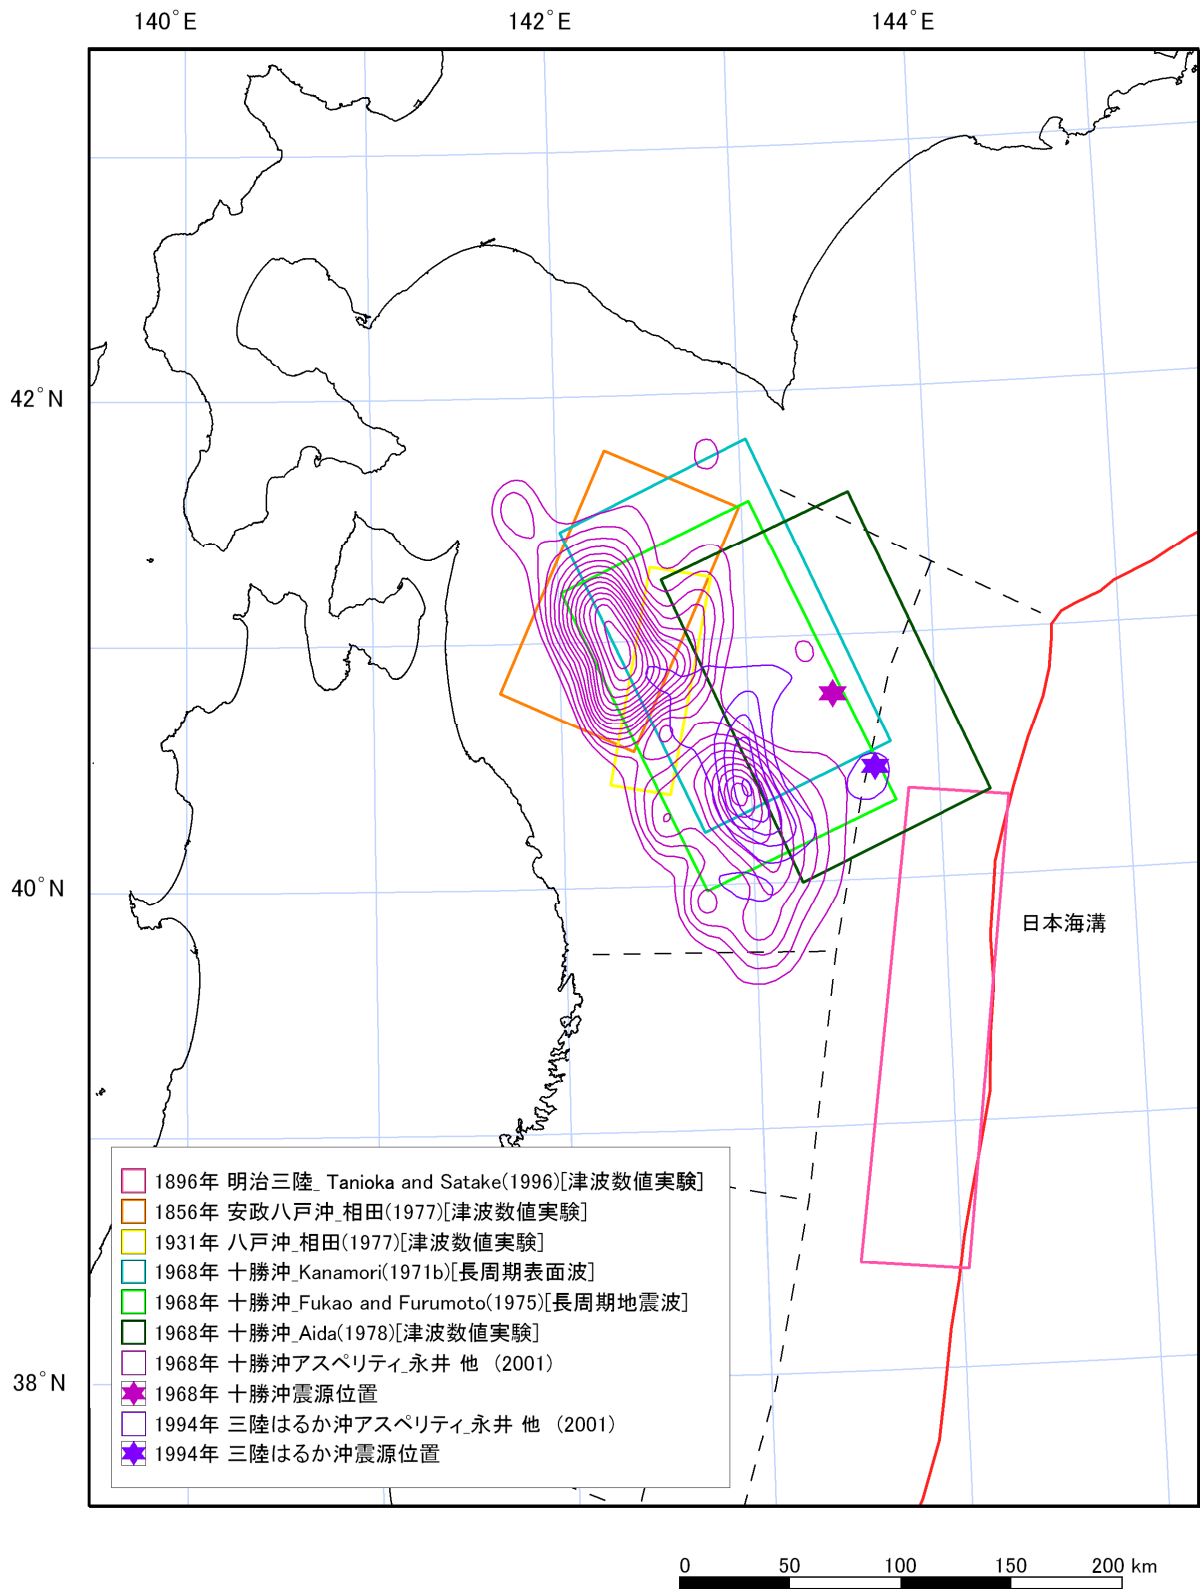 140°E 142°E 144°E
42°N
40°N
日本海溝
1896年 明治三陸_ Tanioka and Satake(1996)[津波数値実験]
1856年 安政八戸沖_相田(1977)[津波数値実験]
1931年 八戸沖_相田(1977)[津波数値実験]
1968年 十勝沖_Kanamori(1971b)[長周期表面波]
1968年 十勝沖_Fukao and Furumoto(1975)[長周期地震波]
1968年 十勝沖_Aida(1978)[津波数値実験]
1968年 十勝沖アスペリティ_永井 他 (2001)
38°N
1968年 十勝沖震源位置
1994年 三陸はるか沖アスペリティ_永井 他 (2001)
1994年 三陸はるか沖震源位置
0 50 100 150 200 km